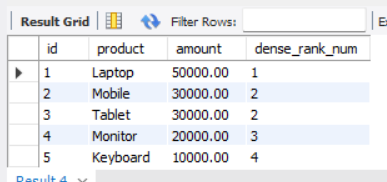 Result Grid Filter Rows:
id product amount dense_rank_num
1 Laptop 50000.00 1
2 Mobile 30000.00 2
3 Tablet 30000.00 2
4 Monitor 20000.00 3
5 Keyboard 10000.00 4
Result 4